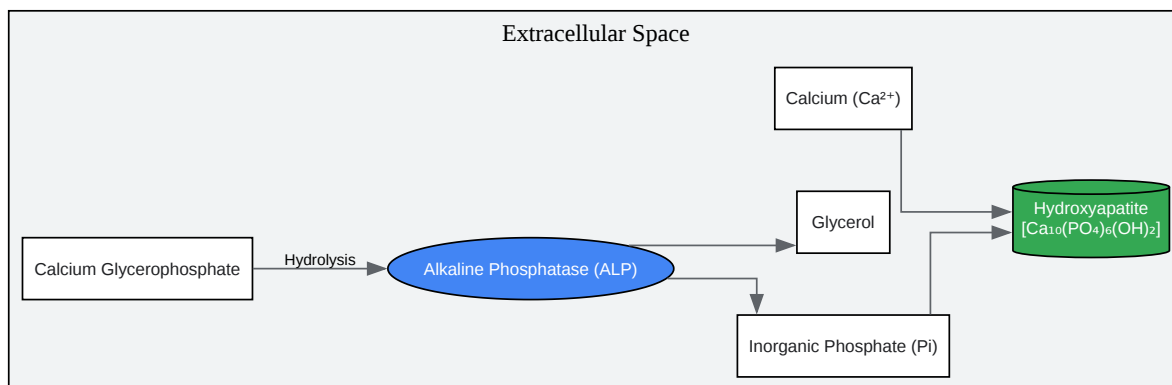 Extracellular Space
Calcium (Ca²⁺)
Glycerol
Hydroxyapatite
[Ca₁₀(PO₄)₆(OH)₂]
Calcium Glycerophosphate
Hydrolysis
Alkaline Phosphatase (ALP)
Inorganic Phosphate (Pi)